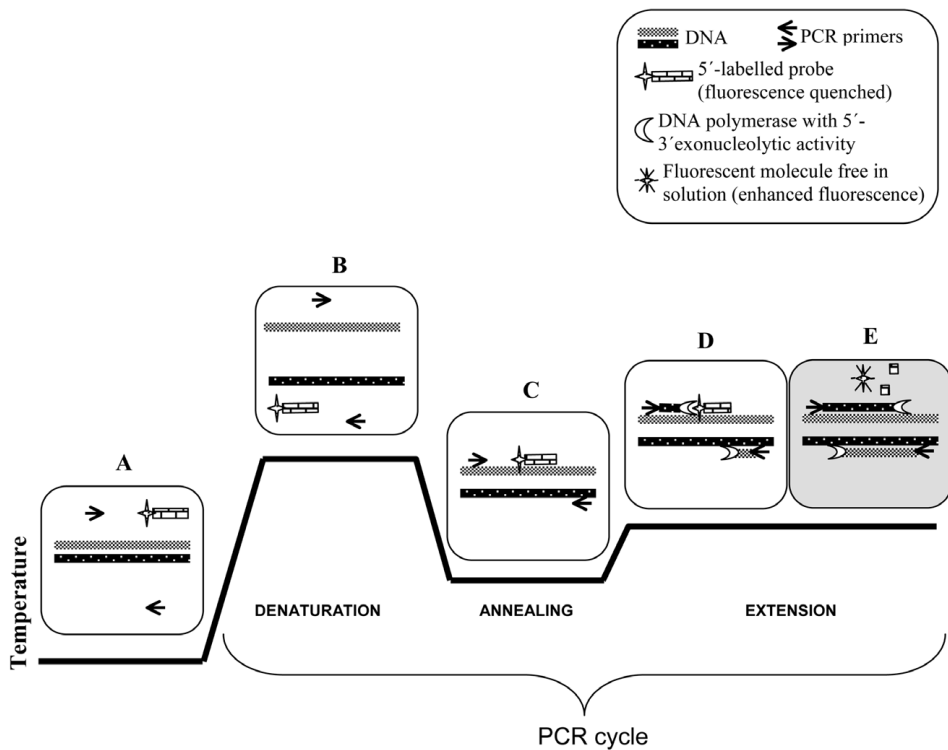 DNA
PCR primers
5´-labelled probe
(fluorescence quenched)
DNA polymerase with 5´-
3´exonucleolytic activity
Fluorescent molecule free in
solution (enhanced fluorescence)
A
B
C
D
E
Temperature
DENATURATION
ANNEALING
EXTENSION
PCR cycle